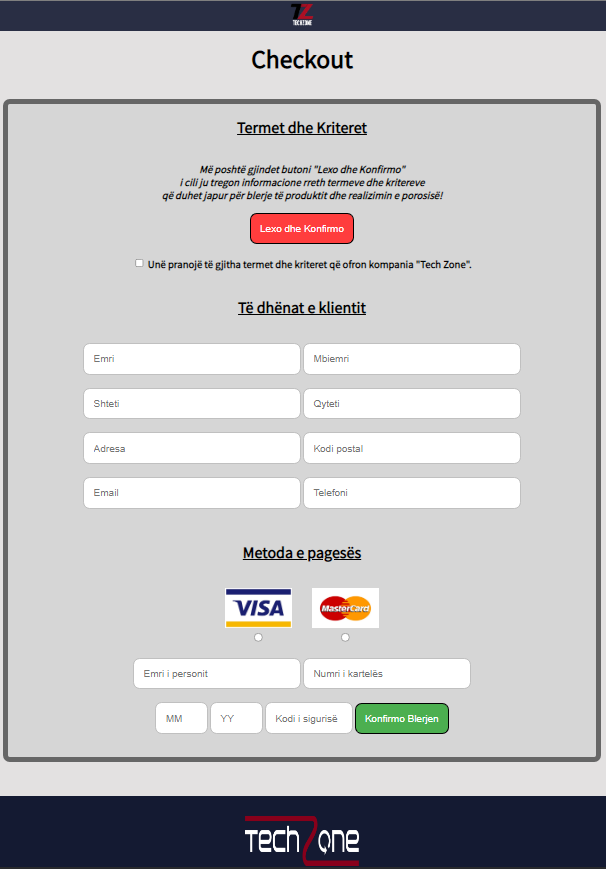 TZ
TECHZONE
Checkout
Termet dhe Kriteret
Më poshtë gjindet butoni "Lexo dhe Konfirmo"
i cili ju tregon informacione rreth termeve dhe kritereve
që duhet japur për blerje të produktit dhe realizimin e porosisë!
Lexo dhe Konfirmo
Unë pranojë të gjitha termet dhe kriteret që ofron kompania "Tech Zone".
Të dhënat e klientit
Emri Mbiemri
Shteti Qyteti
Adresa Kodi postal
Email Telefoni
Metoda e pagesës
VISA MasterCard
Emri i personit Numri i kartelës
MM YY Kodi i sigurisë Konfirmo Blerjen
TechZone